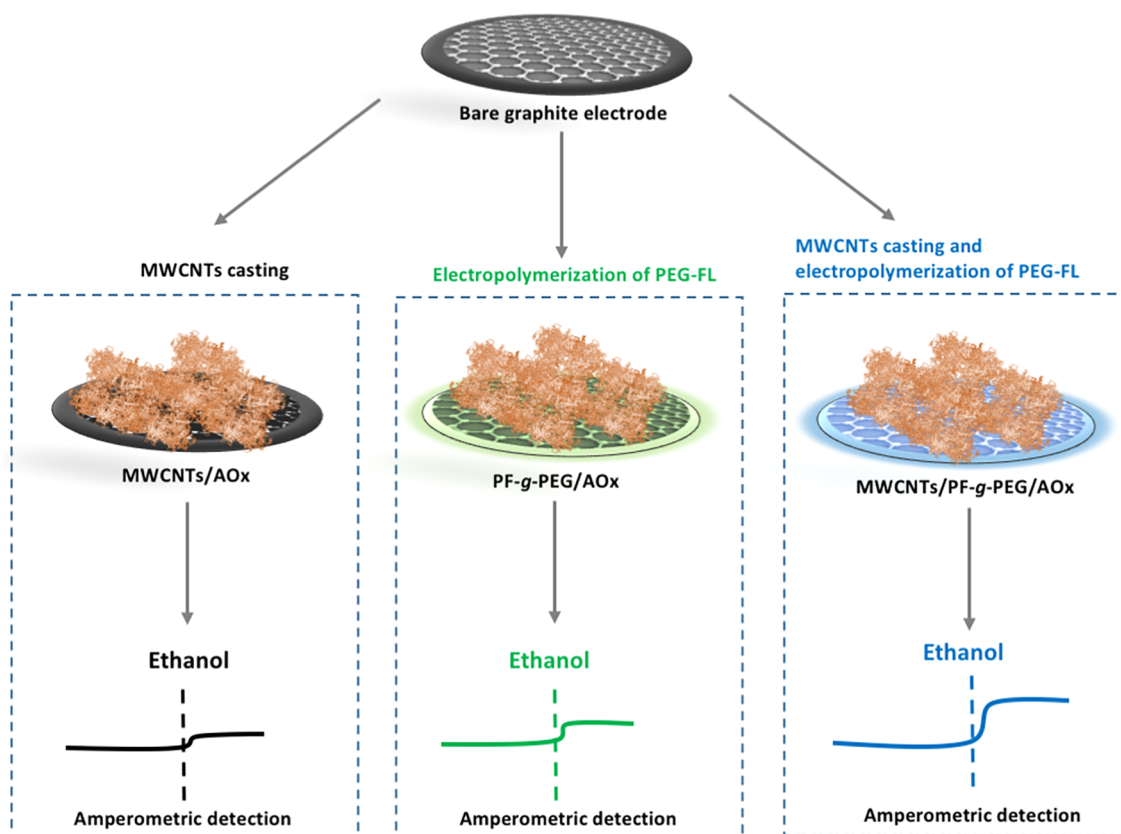 Bare graphite electrode
MWCNTs casting
Electropolymerization of PEG-FL
MWCNTs casting and
electropolymerization of PEG-FL
MWCNTs/AOx
PF-g-PEG/AOx
MWCNTs/PF-g-PEG/AOx
Ethanol
Ethanol
Ethanol
Amperometric detection
Amperometric detection
Amperometric detection